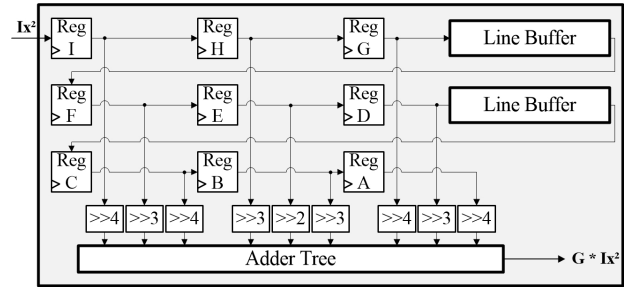 Reg Reg Reg
Ix² I H G Line Buffer
Reg Reg Reg
F E D Line Buffer
Reg Reg Reg
C B A
>>4 >>3 >>4 >>3 >>2 >>3 >>4 >>3 >>4
Adder Tree G * Ix²